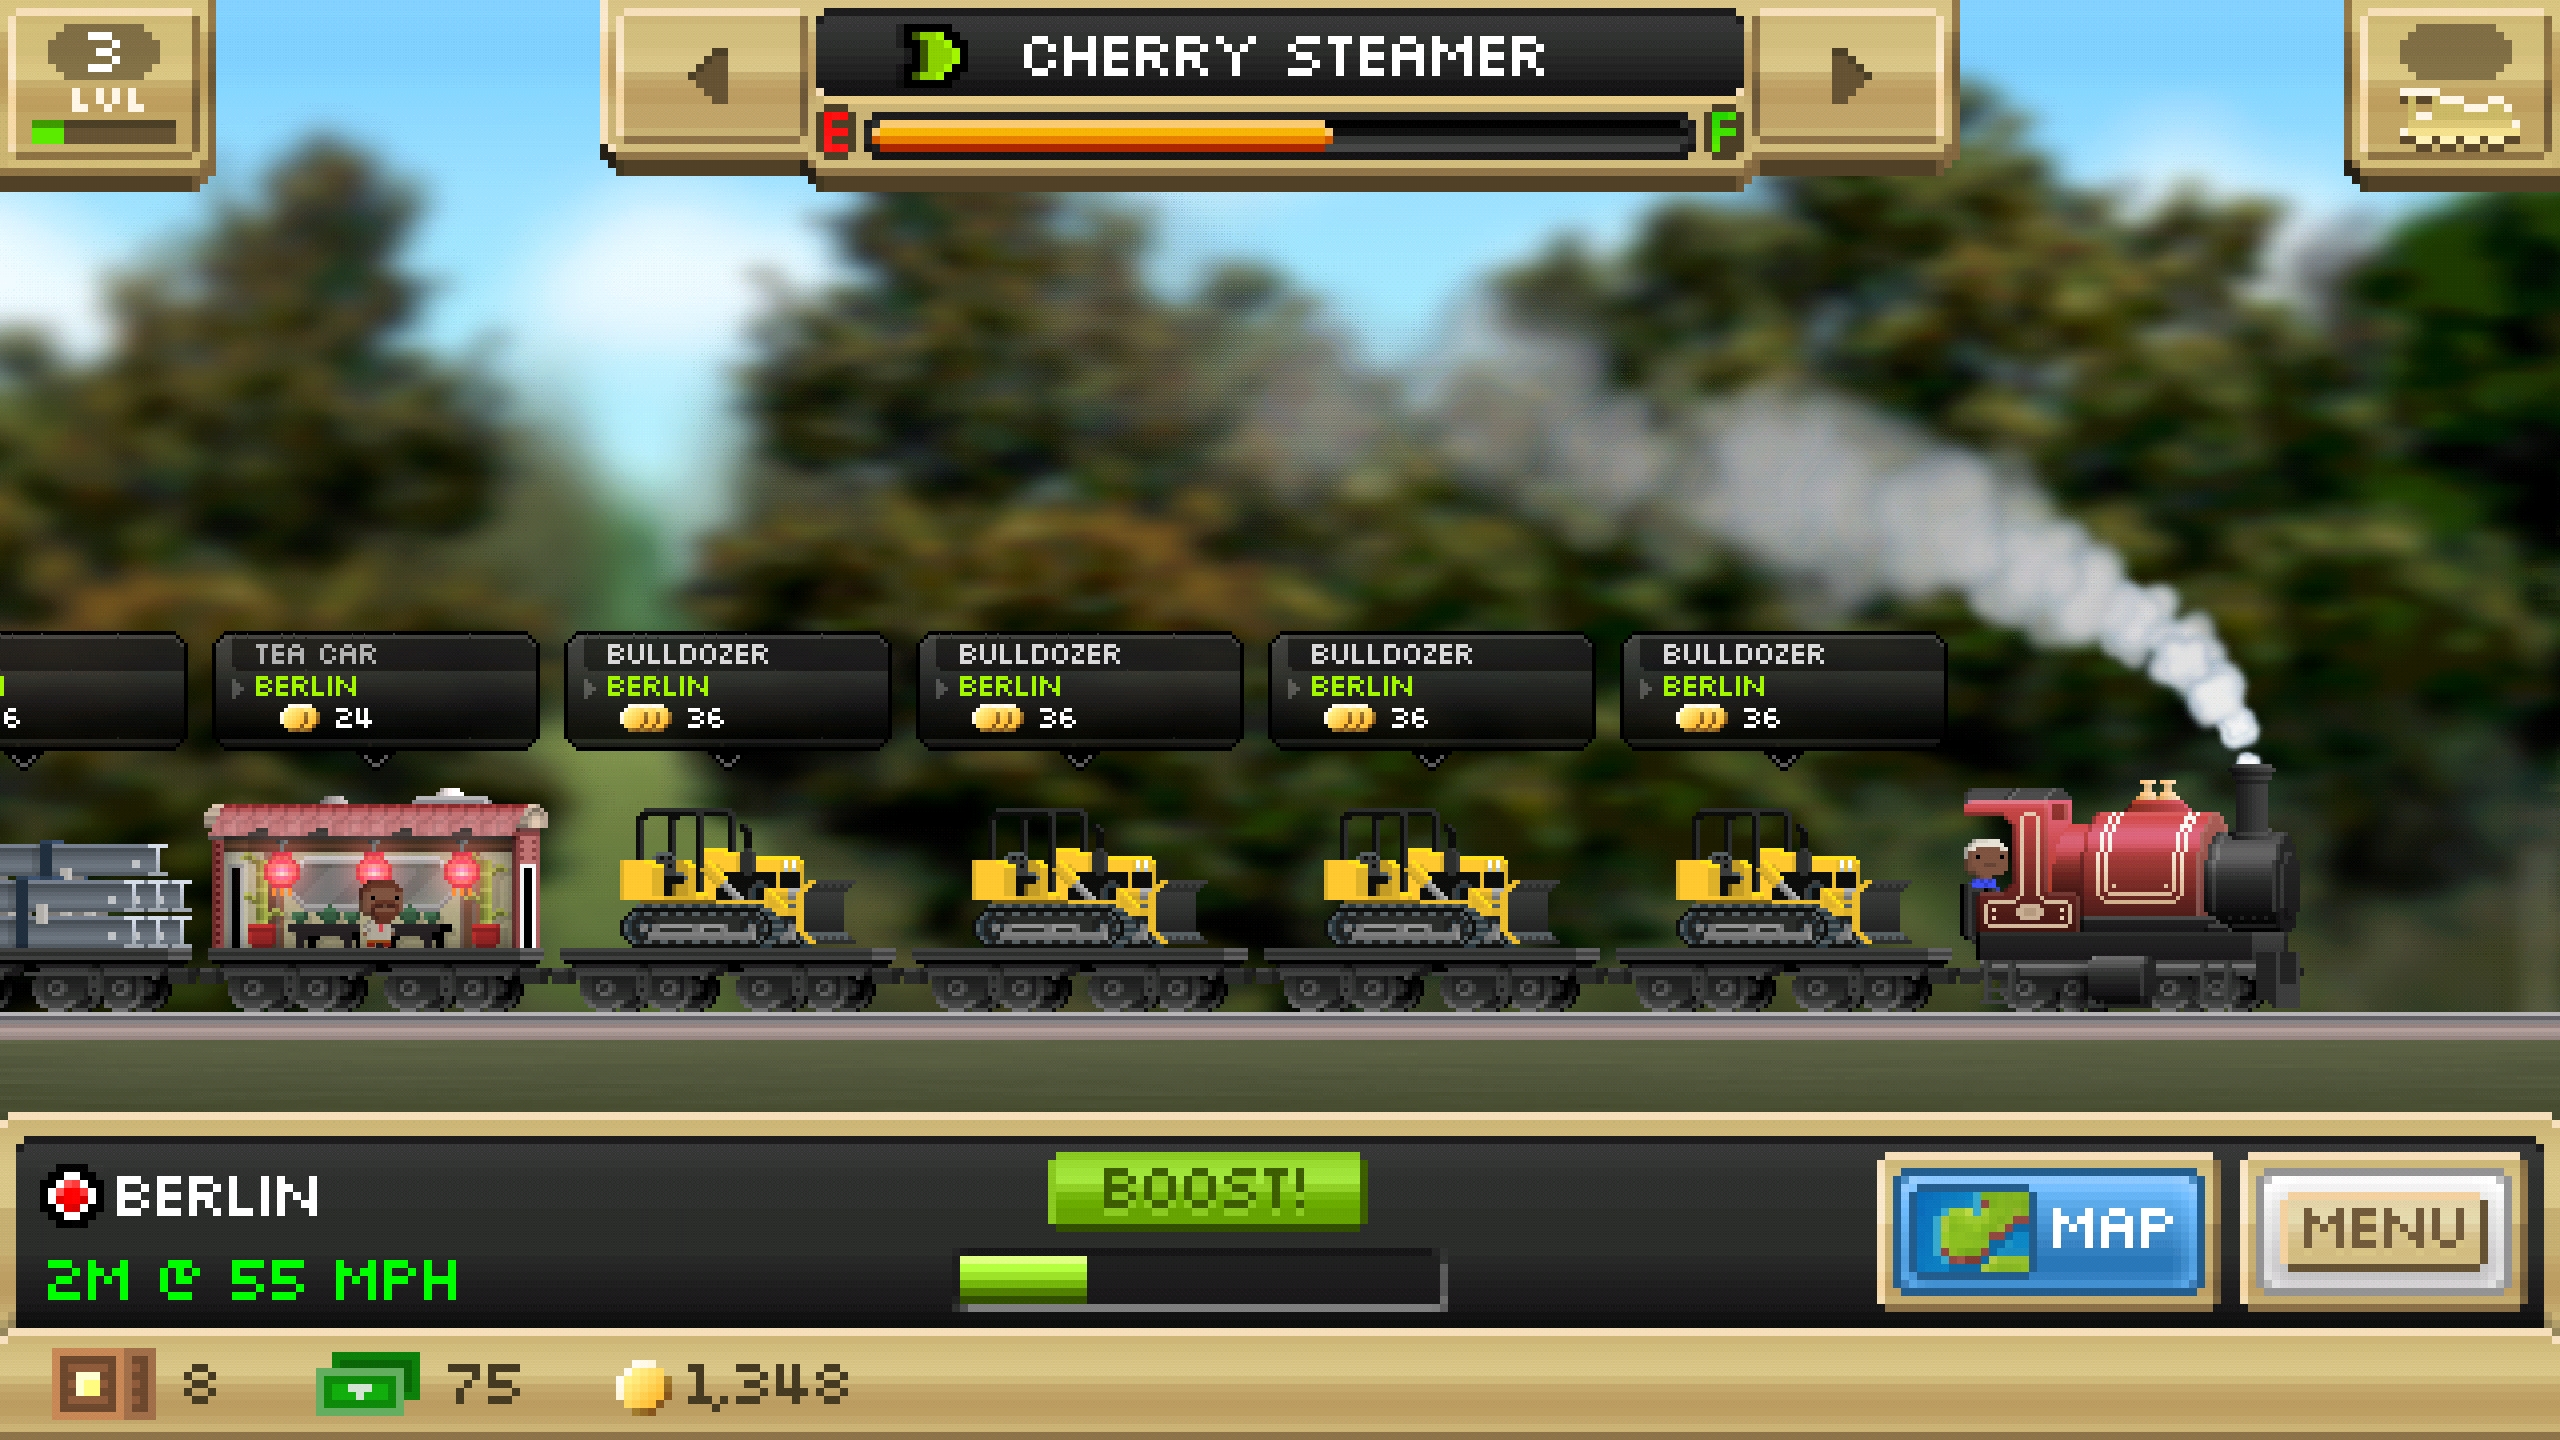 3
LVL
CHERRY STEAMER
E F
TEA CAR
BERLIN
24
BULLDOZER
BERLIN
36
BULLDOZER
BERLIN
36
BULLDOZER
BERLIN
36
BULLDOZER
BERLIN
36
6
BERLIN
2M @ 55 MPH
BOOST!
MAP
MENU
8
75
1,348